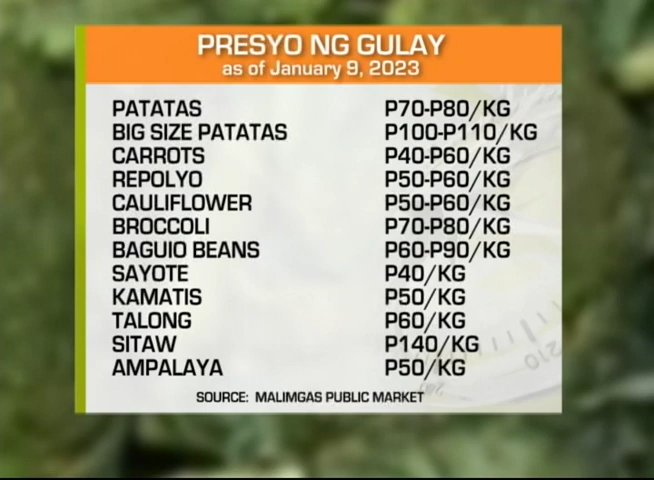 PRESYO NG GULAY
as of January 9, 2023
PATATAS P70-P80/KG
BIG SIZE PATATAS P100-P110/KG
CARROTS P40-P60/KG
REPOLYO P50-P60/KG
CAULIFLOWER P50-P60/KG
BROCCOLI P70-P80/KG
BAGUIO BEANS P60-P90/KG
SAYOTE P40/KG
KAMATIS P50/KG
TALONG P60/KG
SITAW P140/KG
AMPALAYA P50/KG
SOURCE: MALIMGAS PUBLIC MARKET
210